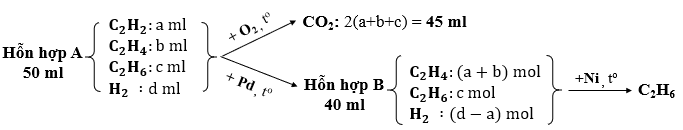 Hỗn hợp A
50 ml
C₂H₂: a ml
C₂H₄: b ml
C₂H₆: c ml
H₂ : d ml
+ O₂, tᵒ
CO₂: 2(a+b+c) = 45 ml
+ Pd, tᵒ
Hỗn hợp B
40 ml
C₂H₄: (a + b) mol
C₂H₆: c mol
H₂ : (d − a) mol
+Ni, tᵒ
C₂H₆